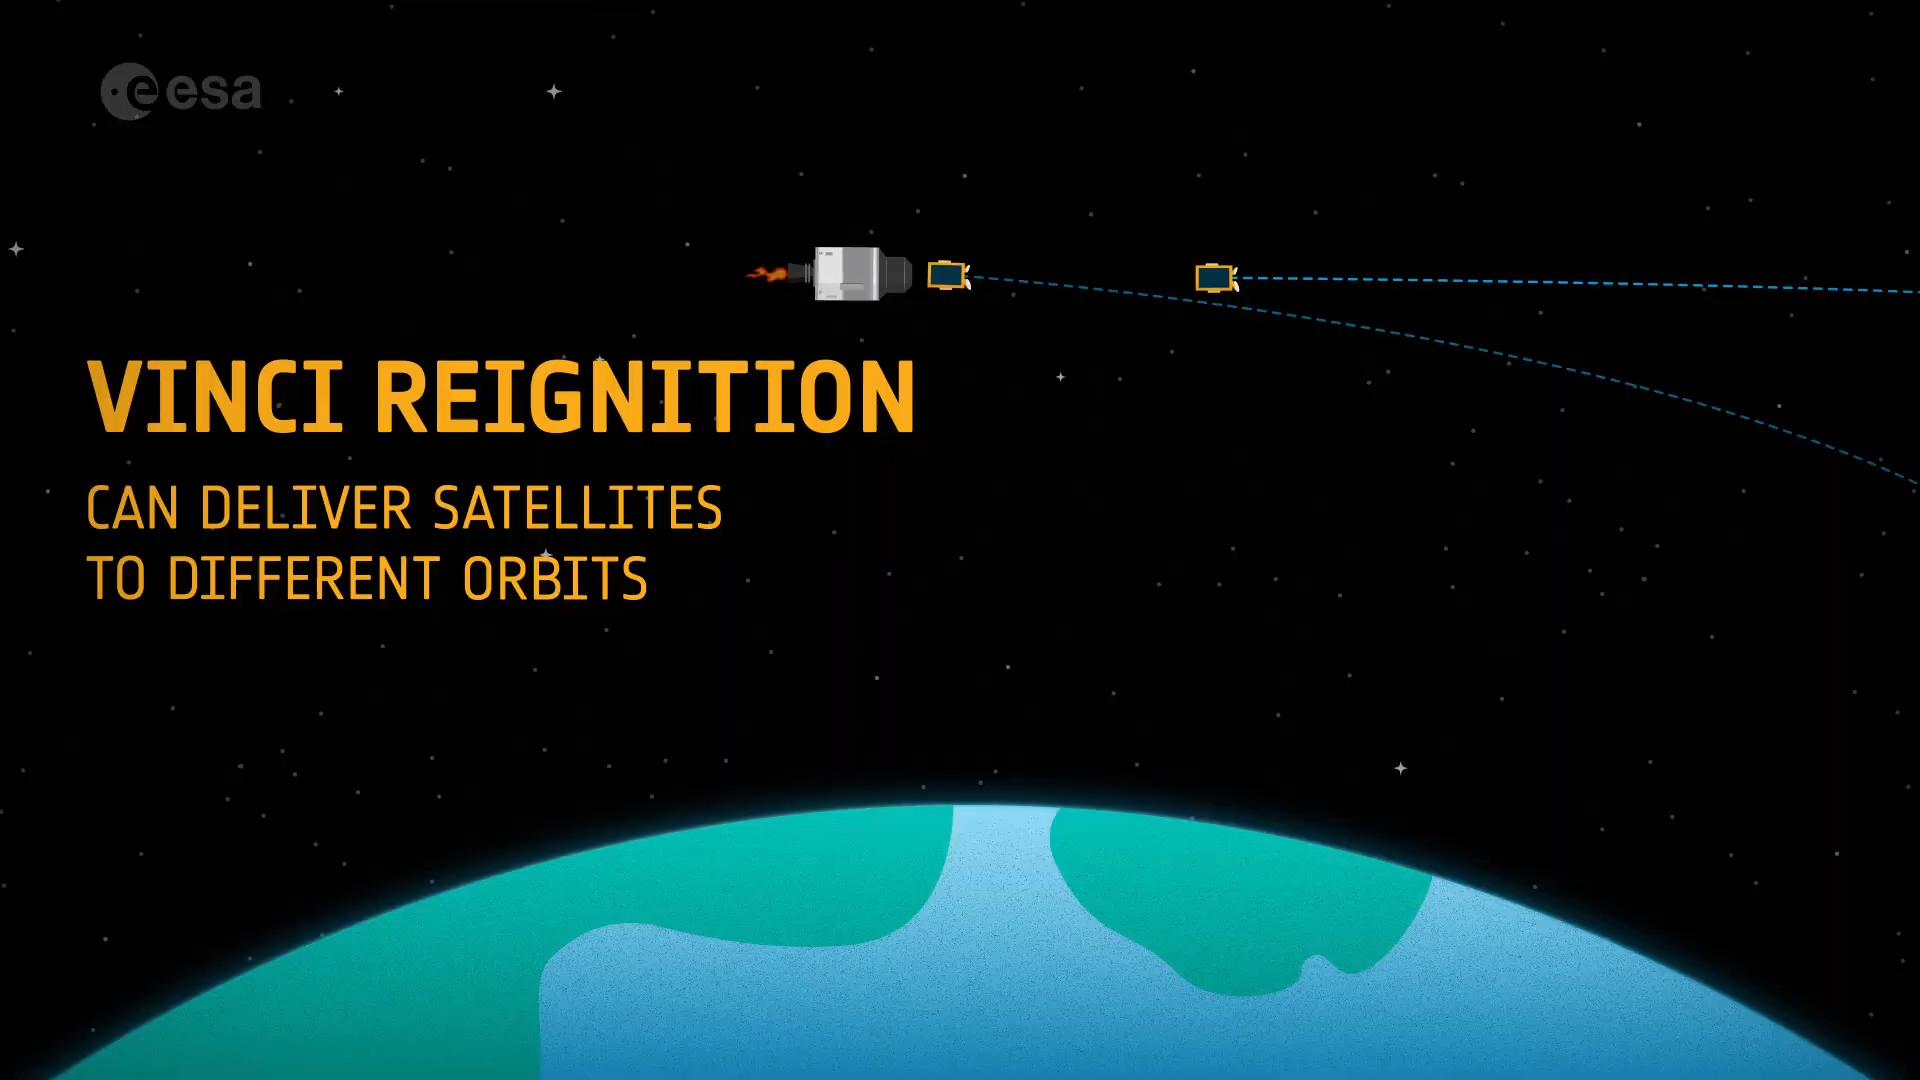 esa
VINCI REIGNITION
CAN DELIVER SATELLITES
TO DIFFERENT ORBITS